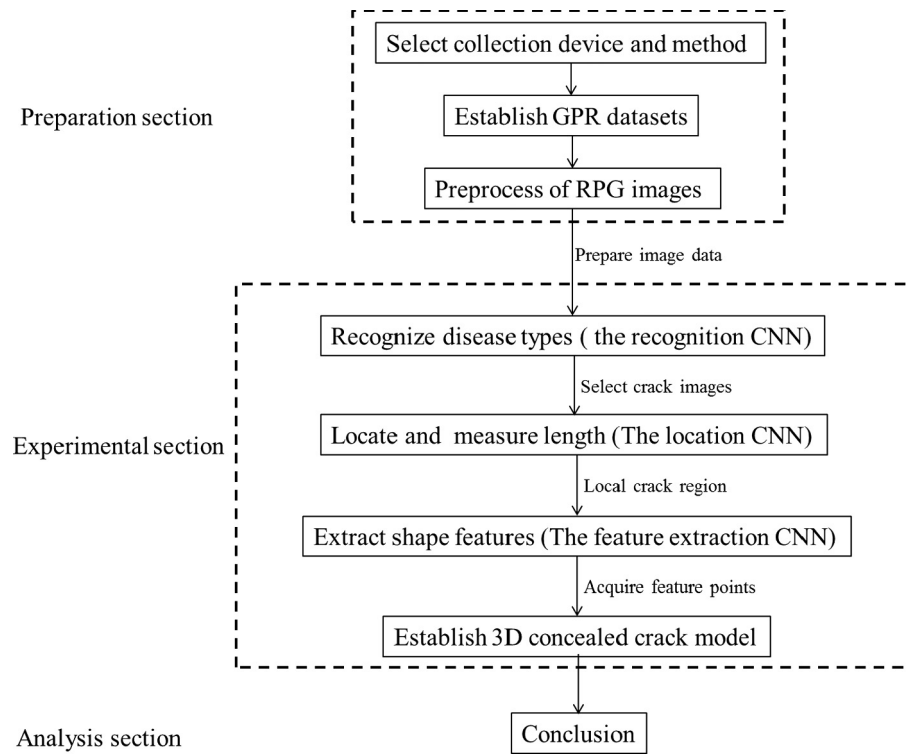 Select collection device and method
Preparation section
Establish GPR datasets
Preprocess of RPG images
Prepare image data
Recognize disease types ( the recognition CNN)
Select crack images
Experimental section
Locate and measure length (The location CNN)
Local crack region
Extract shape features (The feature extraction CNN)
Acquire feature points
Establish 3D concealed crack model
Analysis section
Conclusion